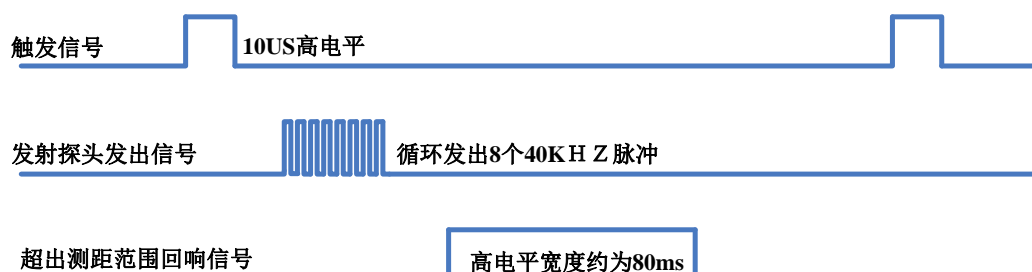 触发信号 10US高电平
发射探头发出信号 循环发出8个40KＨＺ脉冲
超出测距范围回响信号 高电平宽度约为80ms